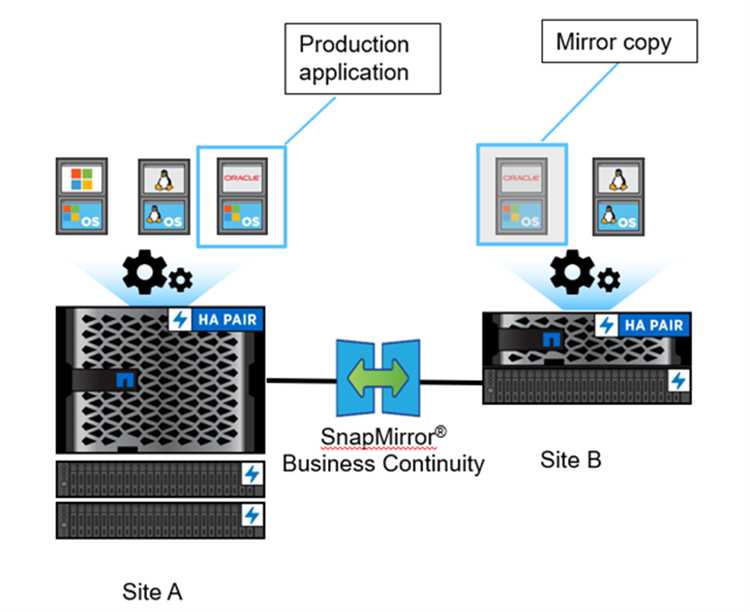 Production
application
Mirror copy
ORACLE
OS
OS
OS
ORACLE
OS
OS
HA PAIR
HA PAIR
SnapMirror®
Business Continuity
Site B
Site A